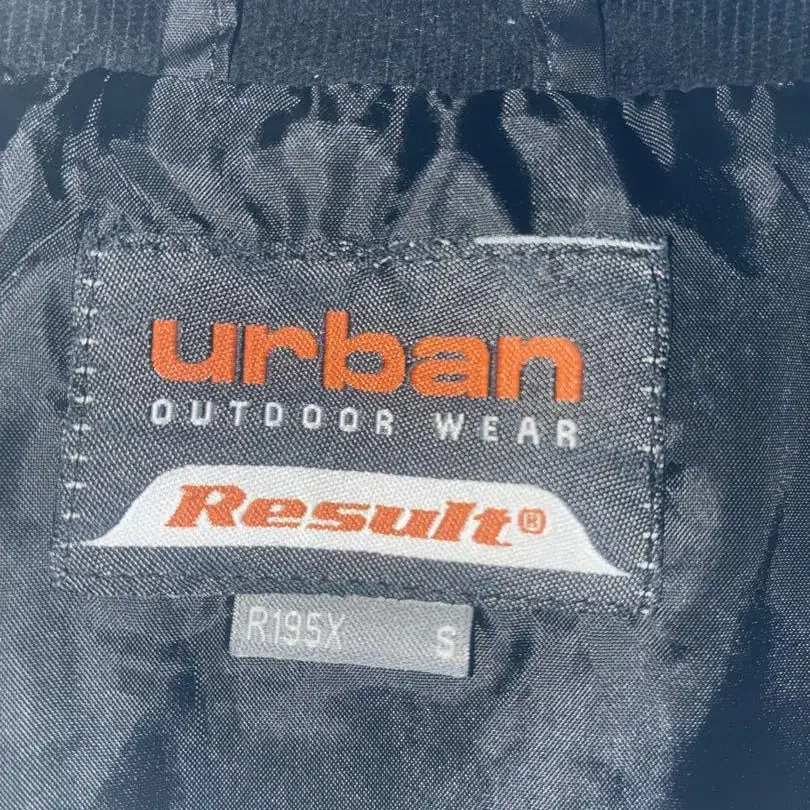 urban
OUTDOOR WEAR
Result®
R195X S